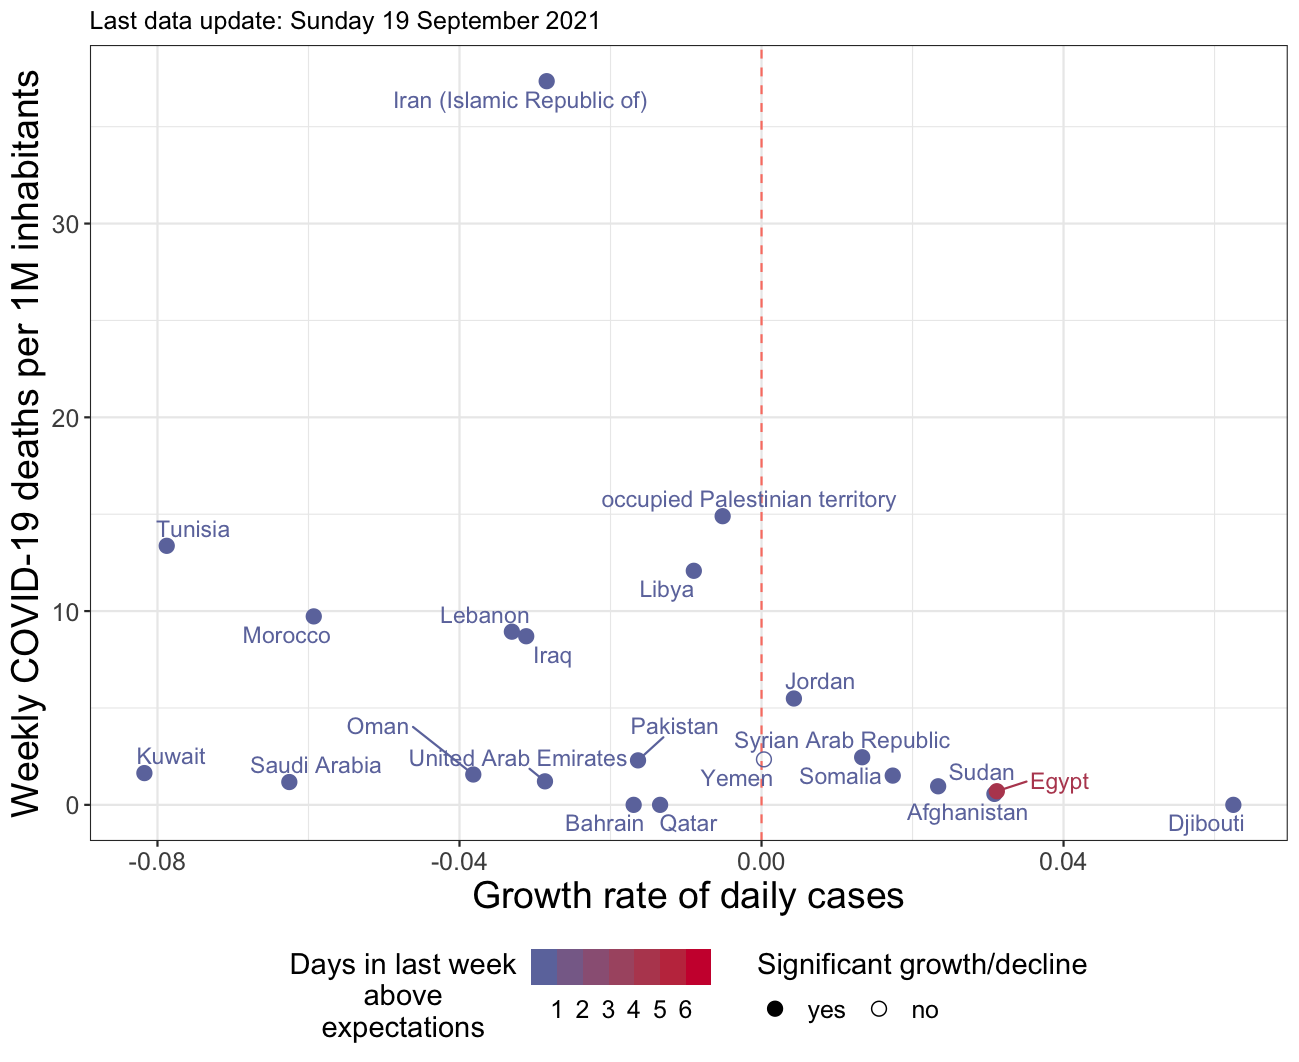 Last data update: Sunday 19 September 2021
Weekly COVID-19 deaths per 1M inhabitants
30
20
10
0
Iran (Islamic Republic of)
occupied Palestinian territory
Tunisia
Libya
Lebanon
Morocco
Iraq
Jordan
Oman
Pakistan
Syrian Arab Republic
Kuwait
United Arab Emirates
Saudi Arabia
Yemen
Somalia
Sudan
Egypt
Afghanistan
Bahrain
Qatar
Djibouti
-0.08
-0.04
0.00
0.04
Growth rate of daily cases
Days in last week
above
expectations
1 2 3 4 5 6
Significant growth/decline
yes
no